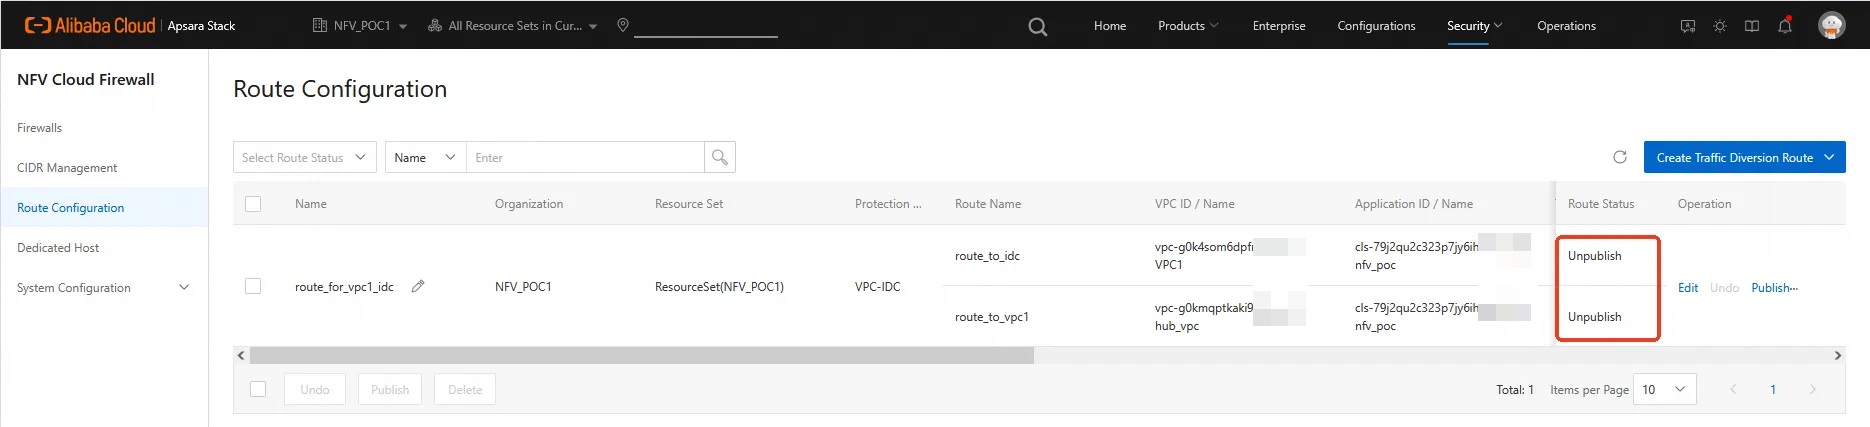 Alibaba Cloud | Apsara Stack NFV_POC1 All Resource Sets in Cur... Home Products Enterprise Configurations Security Operations
NFV Cloud Firewall
Firewalls
CIDR Management
Route Configuration
Dedicated Host
System Configuration
Route Configuration
Select Route Status Name Enter Create Traffic Diversion Route
Name Organization Resource Set Protection ... Route Name VPC ID / Name Application ID / Name Route Status Operation
route_for_vpc1_idc NFV_POC1 ResourceSet(NFV_POC1) VPC-IDC
route_to_idc
vpc-g0k4som6dpf
VPC1
cls-79j2qu2c323p7jy6ih
nfv_poc
Unpublish
route_to_vpc1
vpc-g0kmqptkaki9
hub_vpc
cls-79j2qu2c323p7jy6ih
nfv_poc
Unpublish
Edit Undo Publish···
Undo Publish Delete Total: 1 Items per Page 10 1